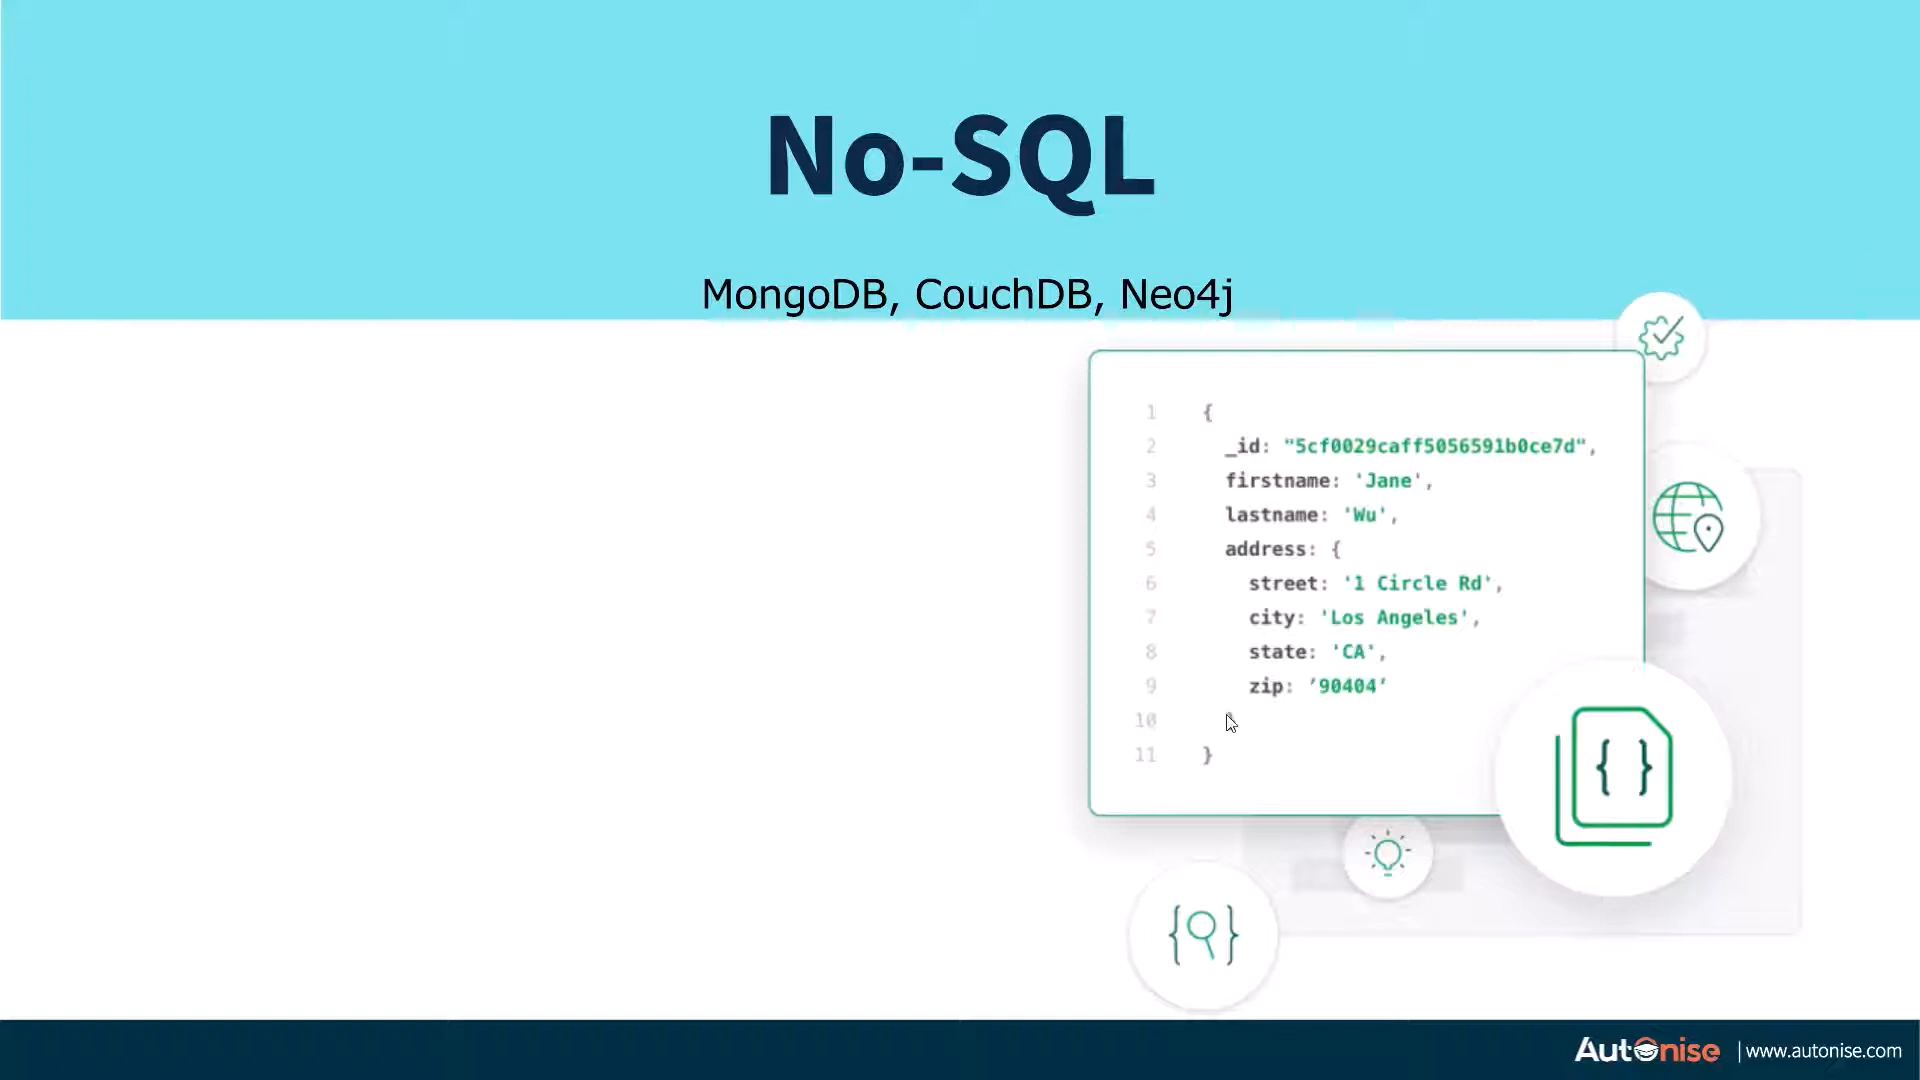 No-SQL
MongoDB, CouchDB, Neo4j
1 {
2 _id: "5cf0029caff5056591b0ce7d",
3 firstname: 'Jane',
4 lastname: 'Wu',
5 address: {
6 street: '1 Circle Rd',
7 city: 'Los Angeles',
8 state: 'CA',
9 zip: ’90404’
10
11 }
{ }
{ }
Autonise | www.autonise.com